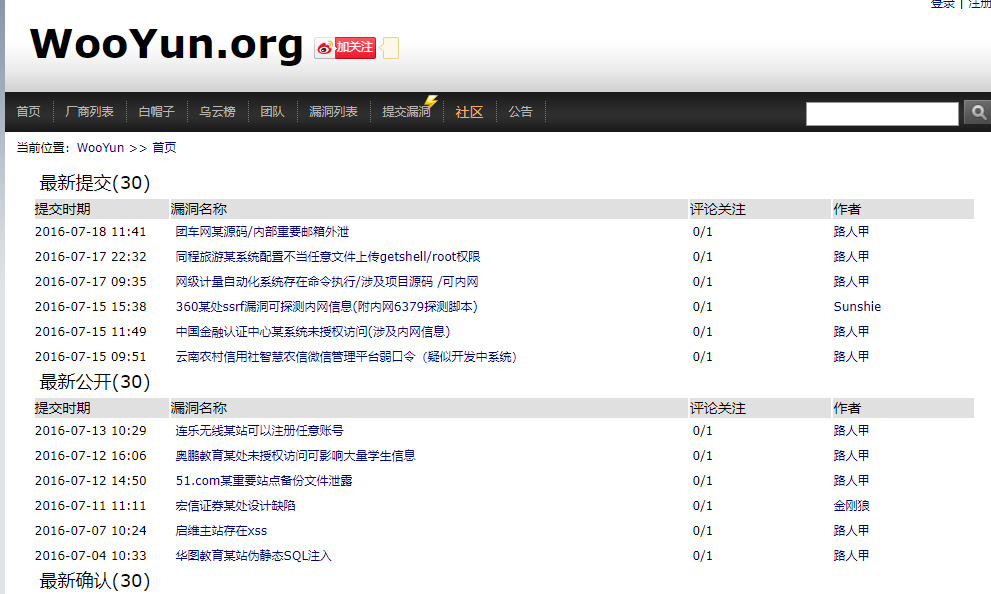 登录 | 注册
WooYun.org 加关注
首页 厂商列表 白帽子 乌云榜 团队 漏洞列表 提交漏洞 社区 公告
当前位置：WooYun >> 首页
最新提交(30)
提交时期 漏洞名称 评论关注 作者
2016-07-18 11:41 团车网某源码/内部重要邮箱外泄 0/1 路人甲
2016-07-17 22:32 同程旅游某系统配置不当任意文件上传getshell/root权限 0/1 路人甲
2016-07-17 09:35 网级计量自动化系统存在命令执行/涉及项目源码 /可内网 0/1 路人甲
2016-07-15 15:38 360某处ssrf漏洞可探测内网信息(附内网6379探测脚本) 0/1 Sunshie
2016-07-15 11:49 中国金融认证中心某系统未授权访问(涉及内网信息) 0/1 路人甲
2016-07-15 09:51 云南农村信用社智慧农信微信管理平台弱口令（疑似开发中系统） 0/1 路人甲
最新公开(30)
提交时期 漏洞名称 评论关注 作者
2016-07-13 10:29 连乐无线某站可以注册任意账号 0/1 路人甲
2016-07-12 16:06 奥鹏教育某处未授权访问可影响大量学生信息 0/1 路人甲
2016-07-12 14:50 51.com某重要站点备份文件泄露 0/1 路人甲
2016-07-11 11:11 宏信证券某处设计缺陷 0/1 金刚狼
2016-07-07 10:24 启维主站存在xss 0/1 路人甲
2016-07-04 10:33 华图教育某站伪静态SQL注入 0/1 路人甲
最新确认(30)